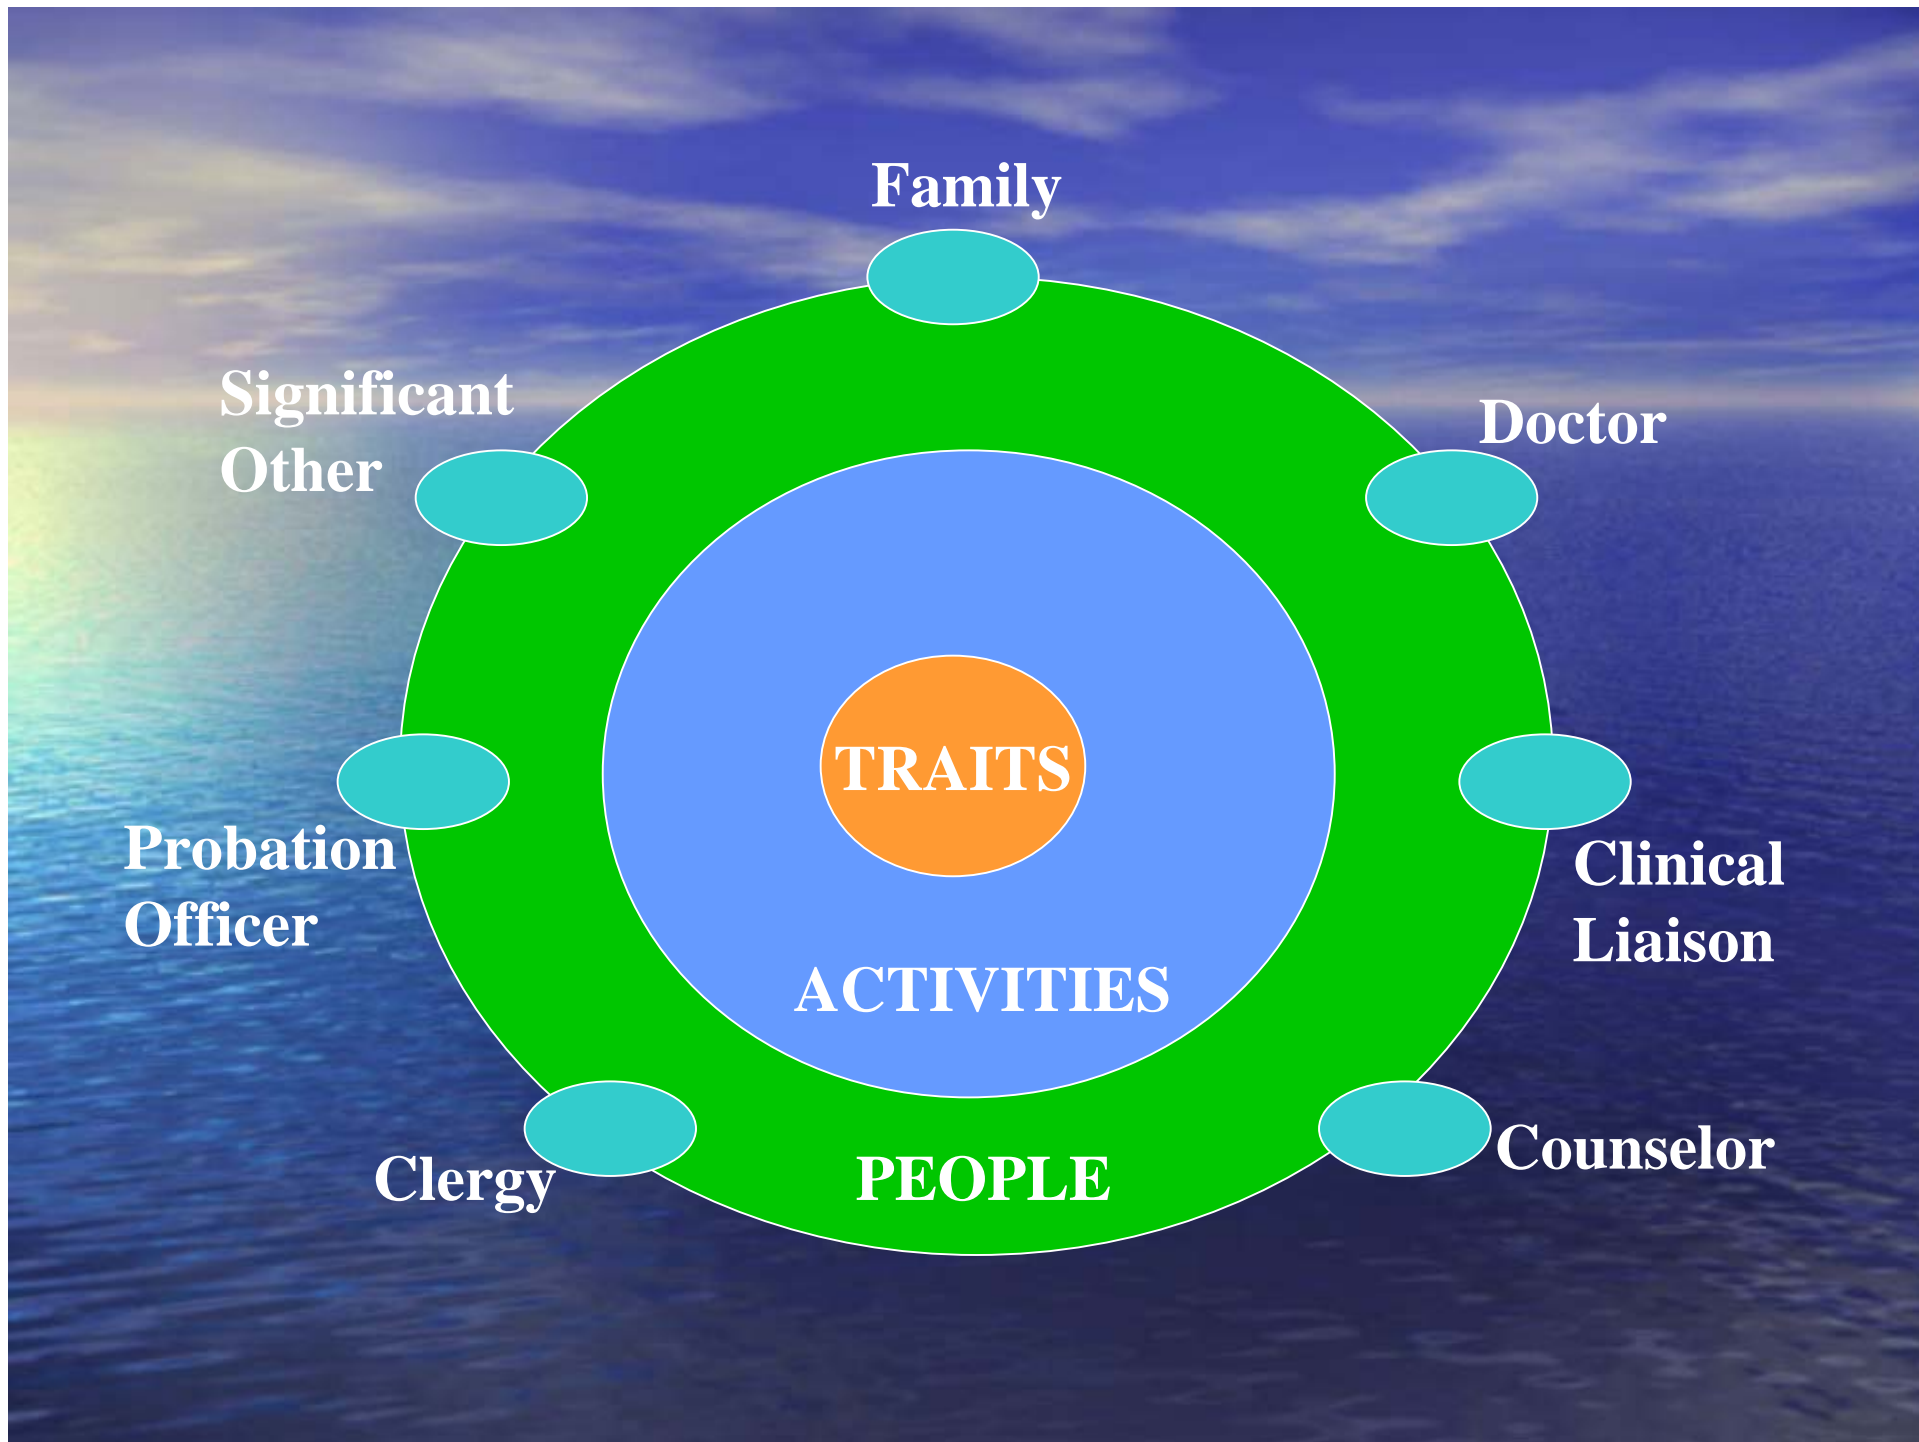 Family
Significant
Other
Doctor
TRAITS
Probation
Officer
Clinical
Liaison
ACTIVITIES
Clergy
PEOPLE
Counselor